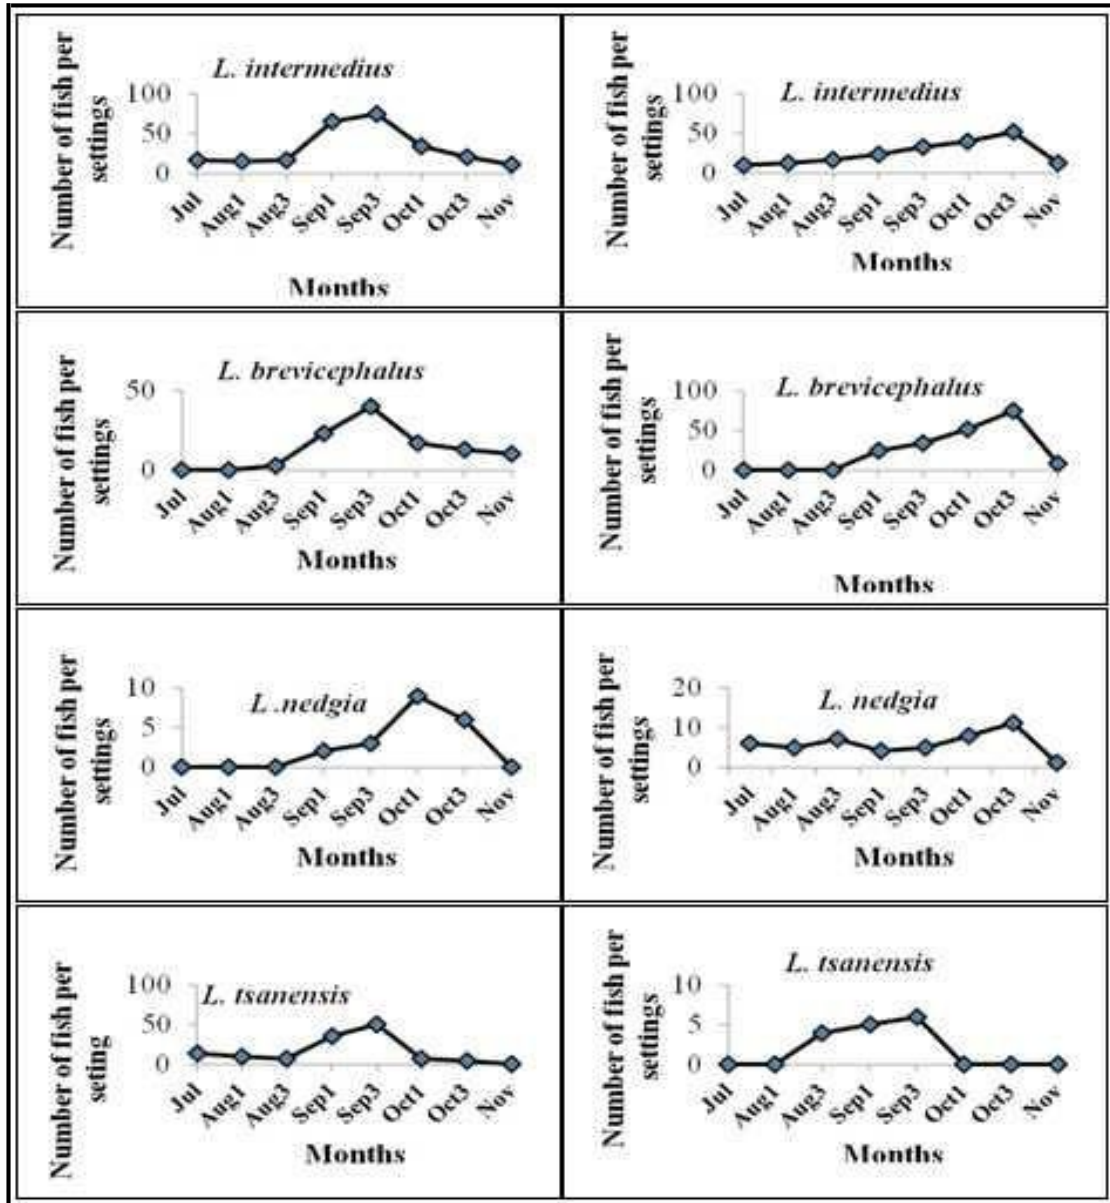 Number of fish per
settings
L. intermedius
100
50
0
Jul
Aug1
Aug3
Sep1
Sep3
Oct1
Oct3
Nov
Months
Number of fish per
settings
L. intermedius
100
50
0
Jul
Aug1
Aug3
Sep1
Sep3
Oct1
Oct3
Nov
Months
Number of fish per
settings
L. brevicephalus
50
0
Jul
Aug1
Aug3
Sep1
Sep3
Oct1
Oct3
Nov
Months
Number of fish per
settings
L. brevicephalus
100
50
0
Jul
Aug1
Aug3
Sep1
Sep3
Oct1
Oct3
Nov
Months
Number of fish per
settings
L .nedgia
10
5
0
Jul
Aug1
Aug3
Sep1
Sep3
Oct1
Oct3
Nov
Months
Number of fish per
settings
L. nedgia
20
10
0
Jul
Aug1
Aug3
Sep1
Sep3
Oct1
Oct3
Nov
Months
Number of fish per
seting
L. tsanensis
100
50
0
Jul
Aug1
Aug3
Sep1
Sep3
Oct1
Oct3
Nov
Months
Number of fish per
settings
L. tsanensis
10
5
0
Jul
Aug1
Aug3
Sep1
Sep3
Oct1
Oct3
Nov
Months